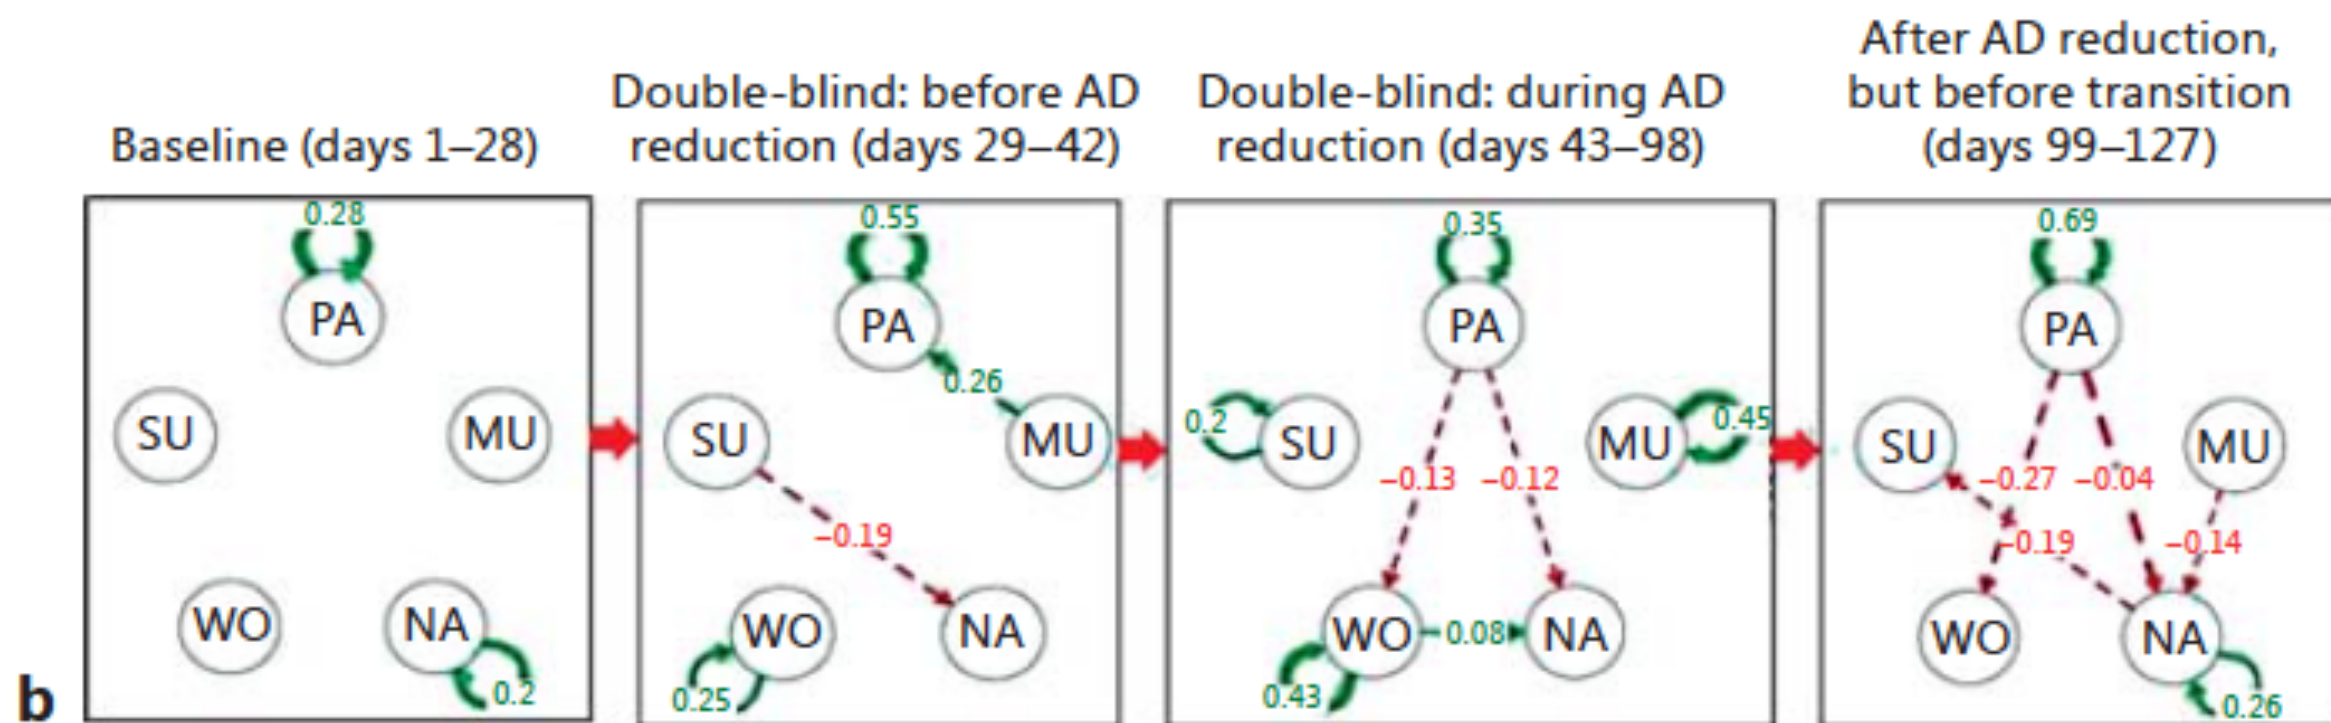 Baseline (days 1–28)
Double-blind: before AD
reduction (days 29–42)
Double-blind: during AD
reduction (days 43–98)
After AD reduction,
but before transition
(days 99–127)
b
0.28
PA
SU
MU
WO
NA
0.2
0.55
PA
0.26
SU
MU
−0.19
WO
NA
0.25
0.35
PA
0.2
SU
MU
0.45
−0.13
−0.12
WO
0.08
NA
0.43
0.69
PA
SU
MU
−0.27
−0.04
−0.19
−0.14
WO
NA
0.26